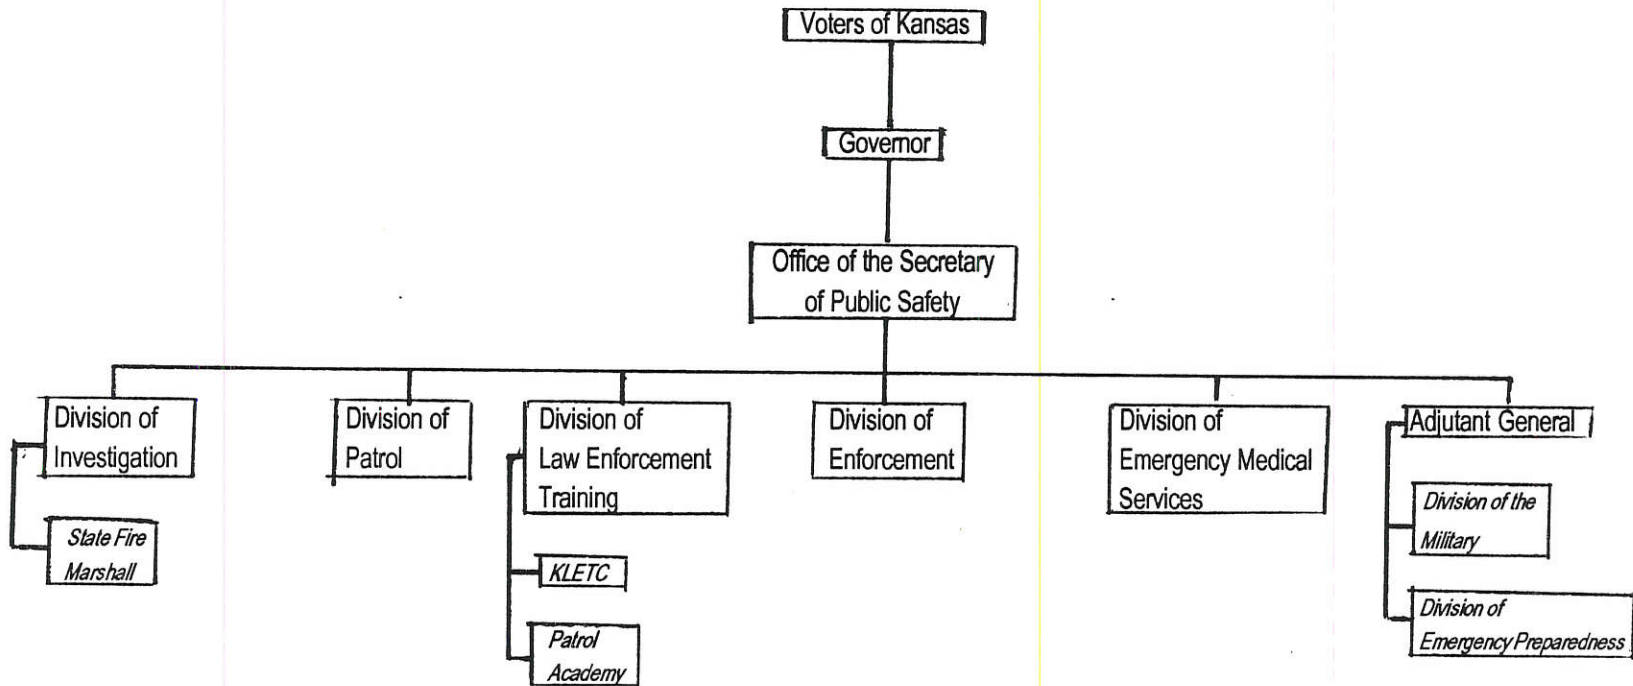 Voters of Kansas
Governor
Office of the Secretary
of Public Safety
Division of
Investigation
State Fire
Marshall
Division of
Patrol
Division of
Law Enforcement
Training
KLETC
Patrol
Academy
Division of
Enforcement
Division of
Emergency Medical
Services
Adjutant General
Division of the
Military
Division of
Emergency Preparedness